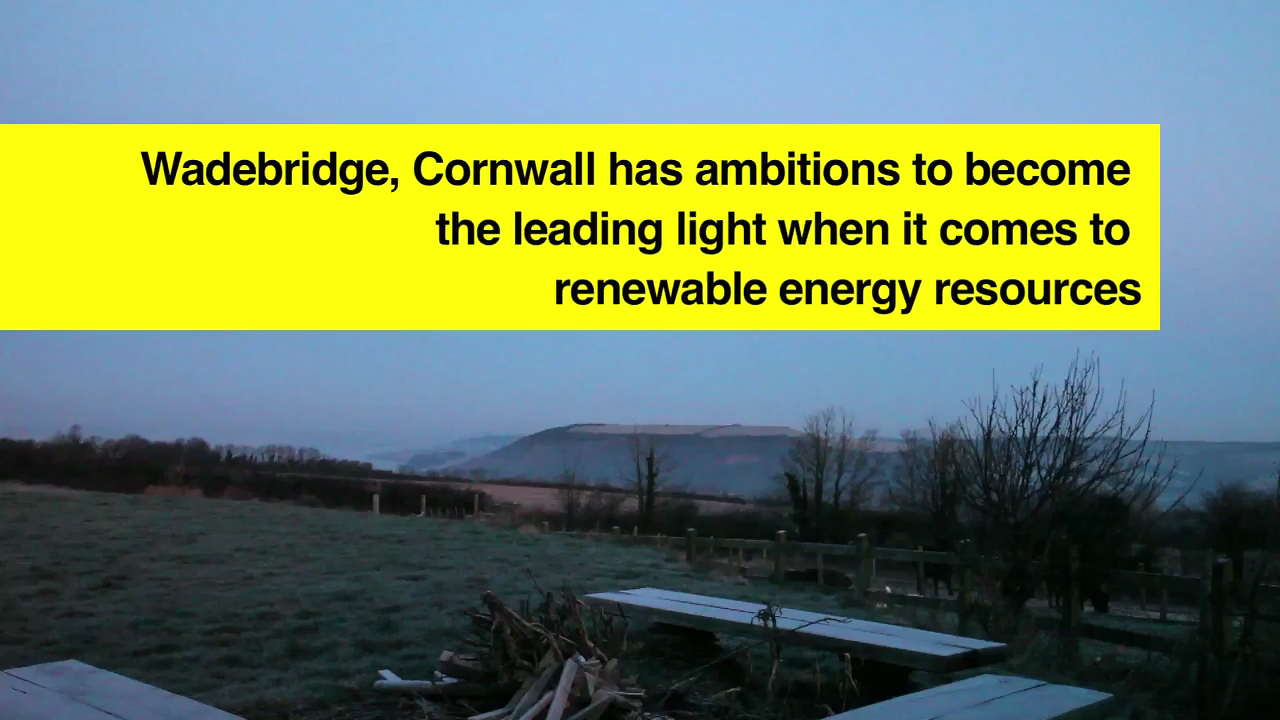 Wadebridge, Cornwall has ambitions to become
the leading light when it comes to
renewable energy resources